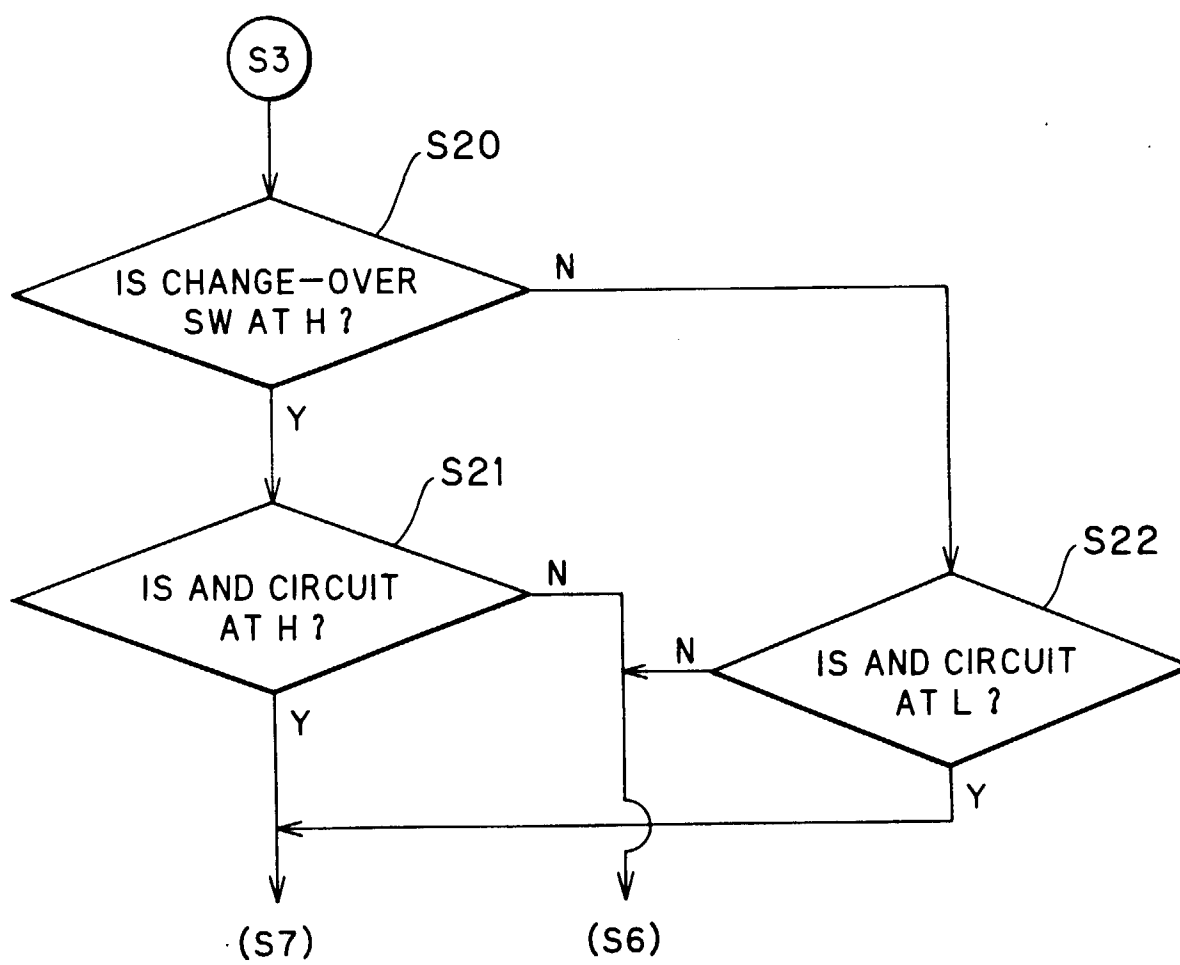 S3
S20
IS CHANGE-OVER
SW AT H ?
N
Y
S21
IS AND CIRCUIT
AT H ?
N
Y
S22
IS AND CIRCUIT
AT L ?
N
Y
(S7)
(S6)